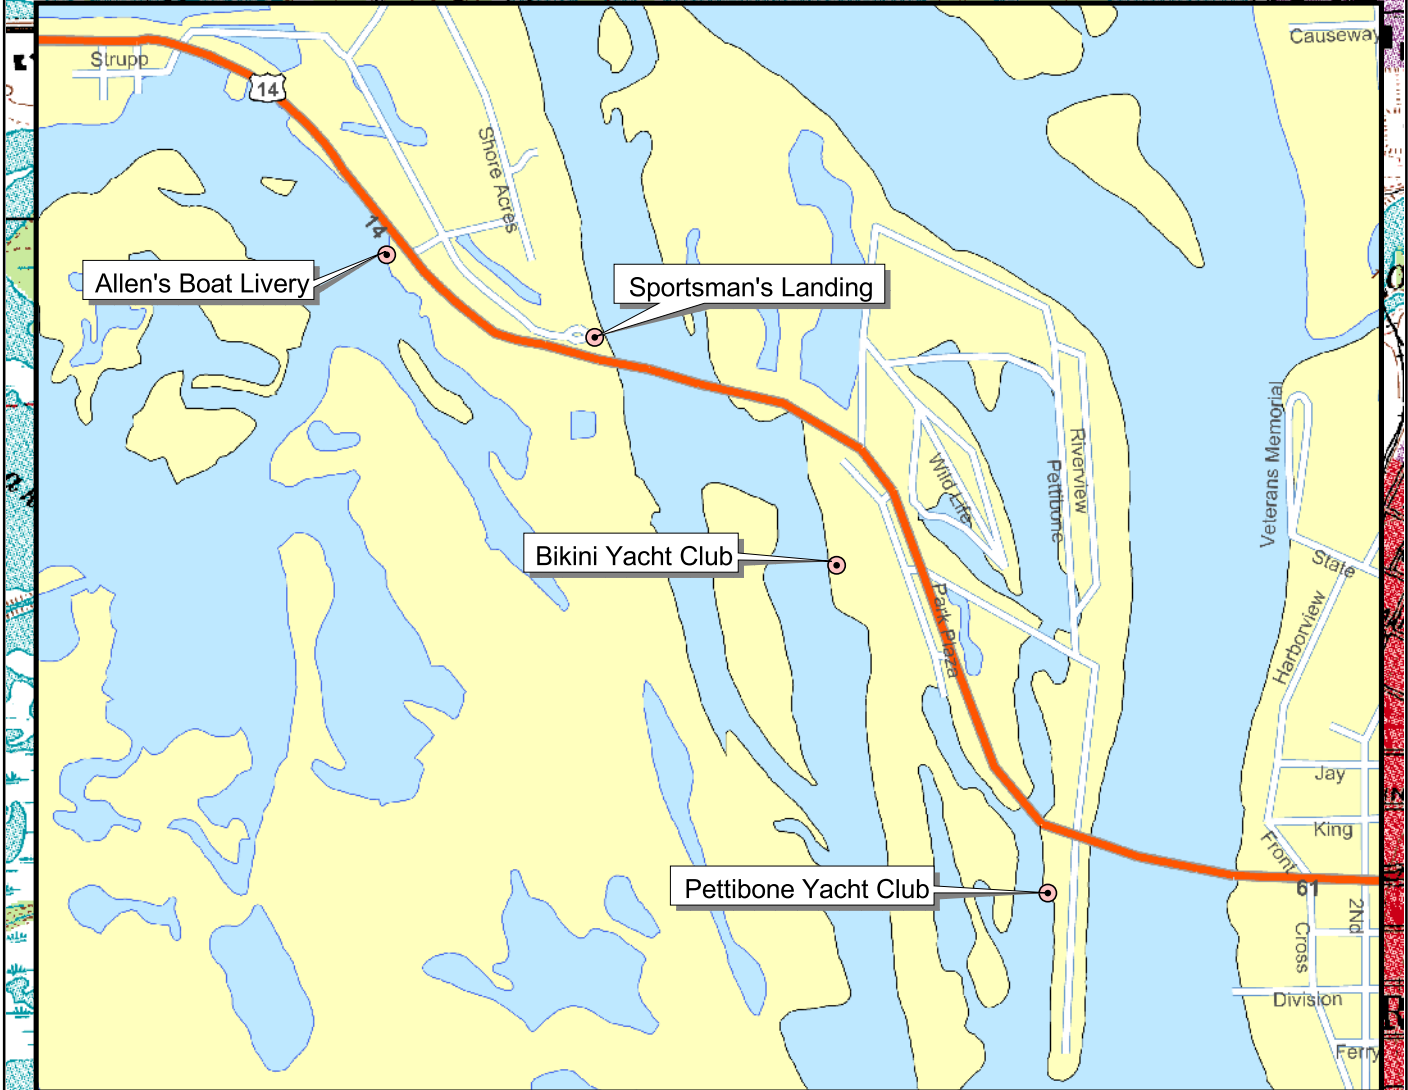 Causeway
Strupp
14
Shore Acres
14
Allen's Boat Livery
Sportsman's Landing
Veterans Memorial
Riverview
Pettibone
Wild Life
Bikini Yacht Club
State
Park Plaza
Harborview
Jay
King
Front
Pettibone Yacht Club
61
2Nd
Cross
Division
Ferry